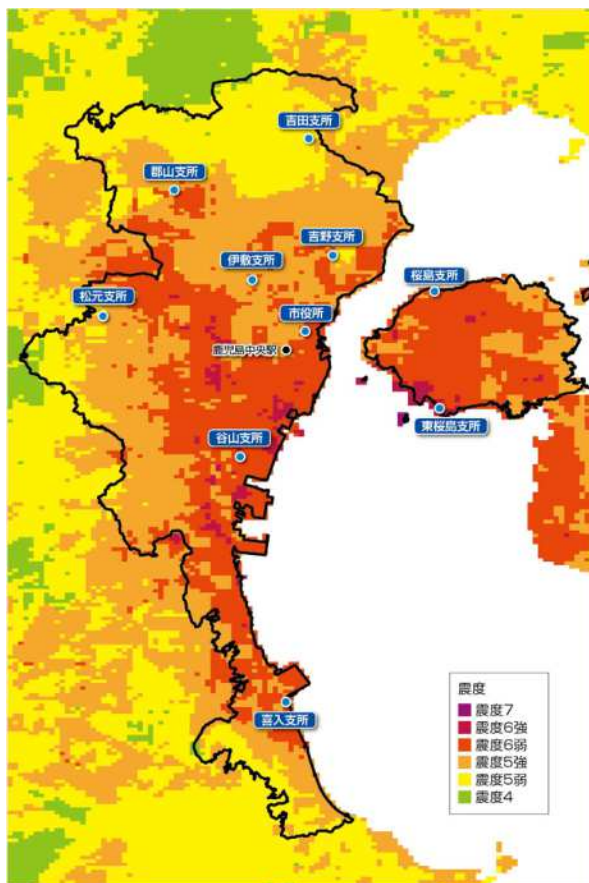 吉田支所
郡山支所
吉野支所
伊敷支所
桜島支所
松元支所
市役所
鹿児島中央駅
東桜島支所
谷山支所
喜入支所
震度
震度7
震度6強
震度6弱
震度5強
震度5弱
震度4